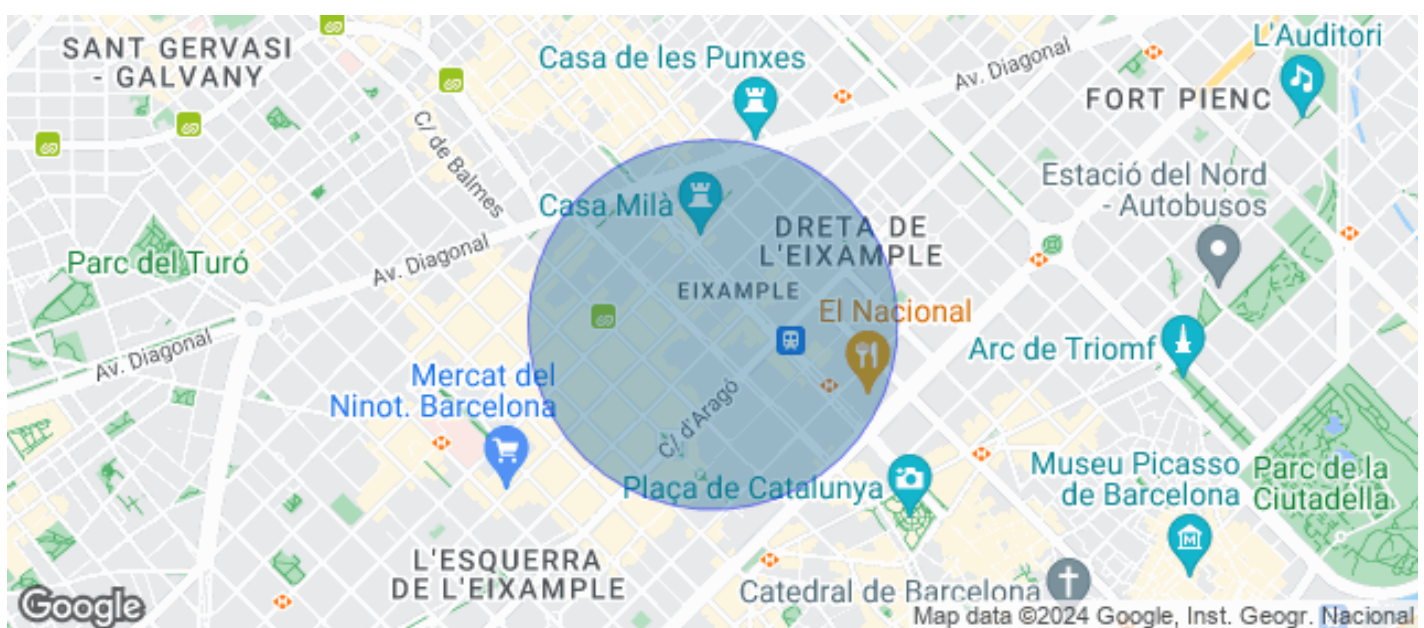 SANT GERVASI
- GALVANY
Casa de les Punxes
Av. Diagonal
L'Auditori
FORT PIENC
C/ de Balmes
Estació del Nord
- Autobusos
Casa Milà
DRETA DE
L'EIXAMPLE
Parc del Turó
Av. Diagonal
EIXAMPLE
El Nacional
Arc de Triomf
Av. Diagonal
Mercat del
Ninot. Barcelona
C/ d'Aragó
Plaça de Catalunya
Museu Picasso
de Barcelona
Parc de la
Ciutadella
L'ESQUERRA
DE L'EIXAMPLE
Catedral de Barcelona
Google
Map data ©2024 Google, Inst. Geogr. Nacional